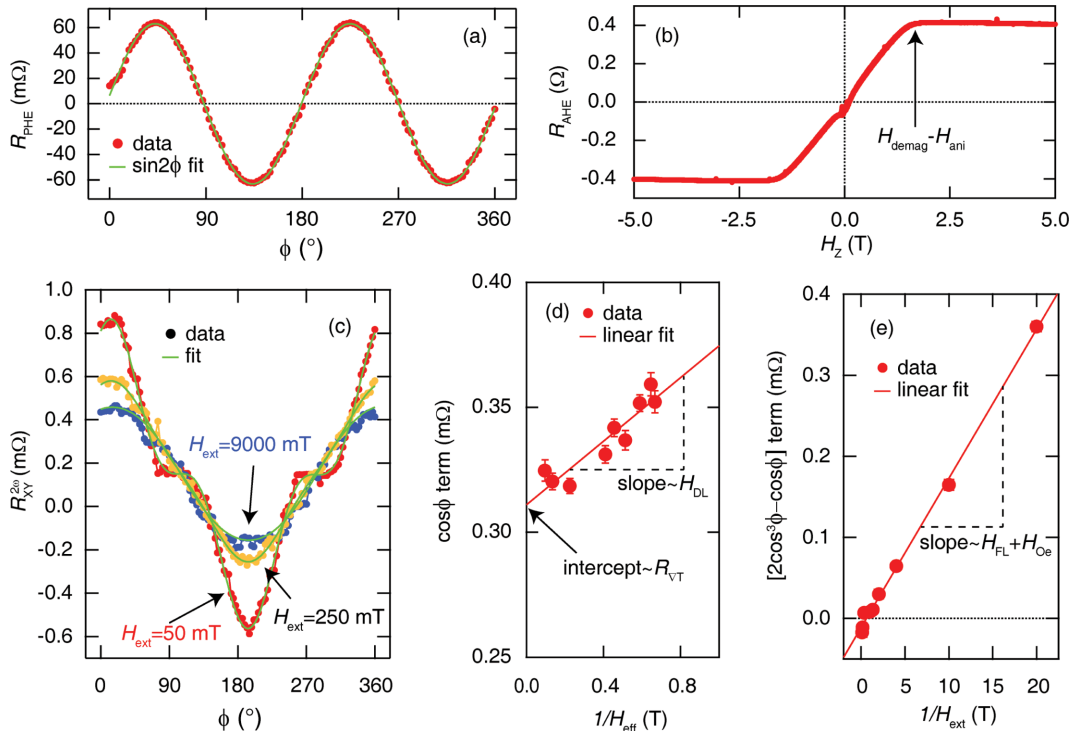 (a)
R_PHE (mΩ)
60
40
20
0
-20
-40
-60
data
sin2ϕ fit
0 90 180 270 360
ϕ (°)
(b)
R_AHE (Ω)
0.4
0.0
-0.4
H_demag-H_ani
-5.0 -2.5 0.0 2.5 5.0
H_Z (T)
(c)
R_XY^2ω (mΩ)
1.0
0.8
0.6
0.4
0.2
0.0
-0.2
-0.4
-0.6
data
fit
H_ext=9000 mT
H_ext=250 mT
H_ext=50 mT
0 90 180 270 360
ϕ (°)
(d)
cosϕ term (mΩ)
0.40
0.35
0.30
0.25
data
linear fit
slope~H_DL
intercept~R_∇T
0.0 0.4 0.8
1/H_eff (T)
(e)
[2cos³ϕ−cosϕ] term (mΩ)
0.4
0.3
0.2
0.1
0.0
data
linear fit
slope~H_FL+H_Oe
0 5 10 15 20
1/H_ext (T)